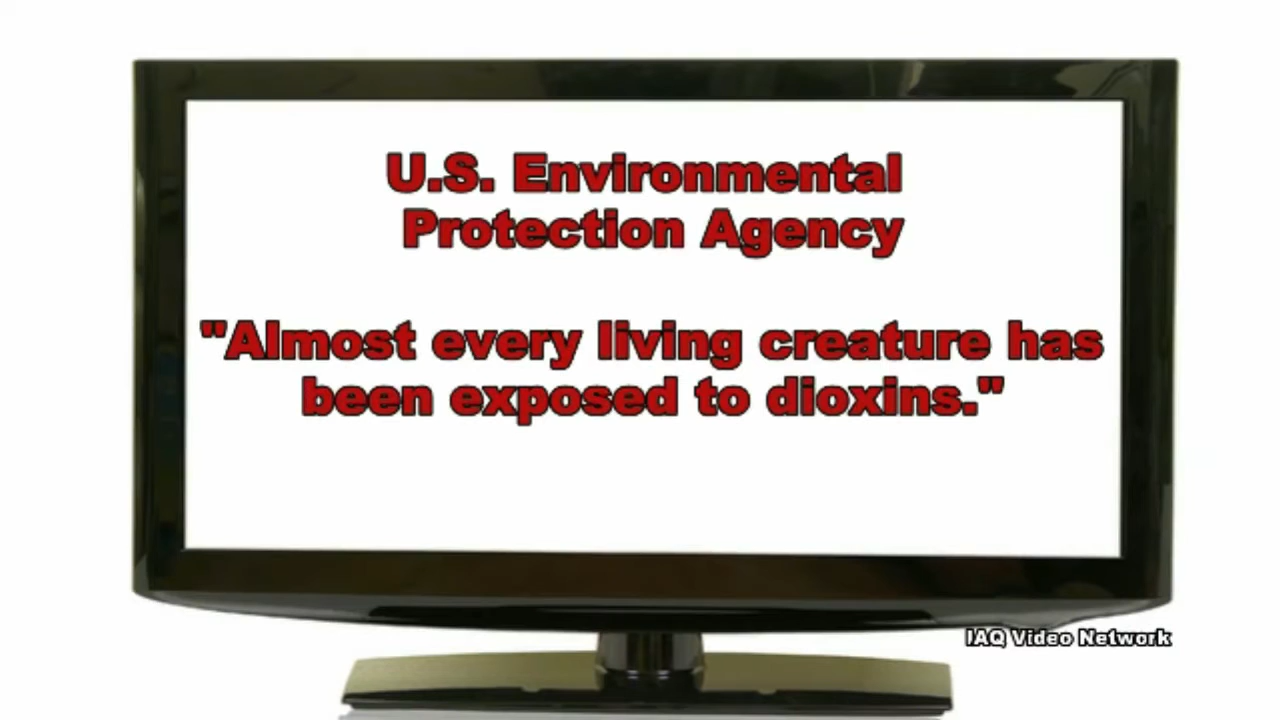 U.S. Environmental
Protection Agency
"Almost every living creature has
been exposed to dioxins."
IAQ Video Network